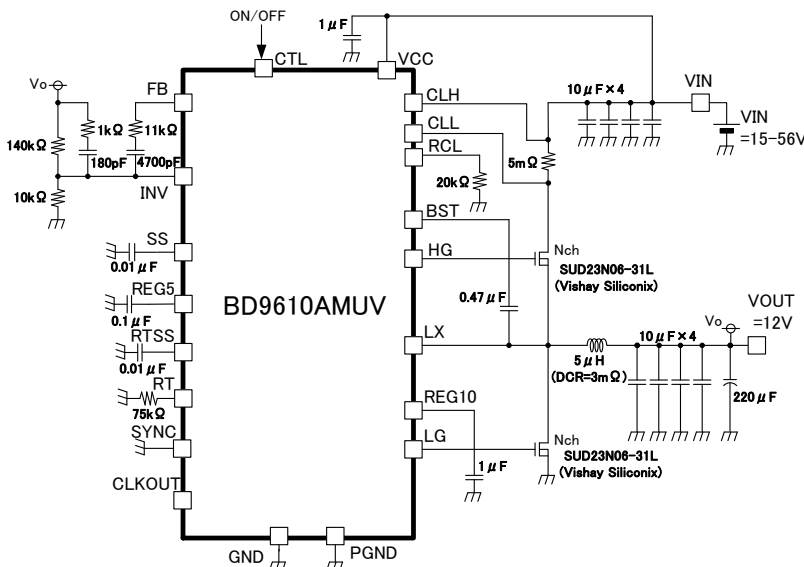 ON/OFF
1μF
CTL
VCC
Vo
FB
1kΩ
11kΩ
140kΩ
180pF
4700pF
10kΩ
INV
SS
0.01μF
REG5
0.1μF
RTSS
0.01μF
RT
75kΩ
SYNC
CLKOUT
GND
PGND
BD9610AMUV
CLH
CLL
RCL
20kΩ
BST
HG
0.47μF
LX
REG10
LG
1μF
10μF×4
VIN
VIN
=15-56V
5mΩ
Nch
SUD23N06-31L
(Vishay Siliconix)
5μH
(DCR=3mΩ)
10μF×4
Vo
VOUT
=12V
220μF
Nch
SUD23N06-31L
(Vishay Siliconix)